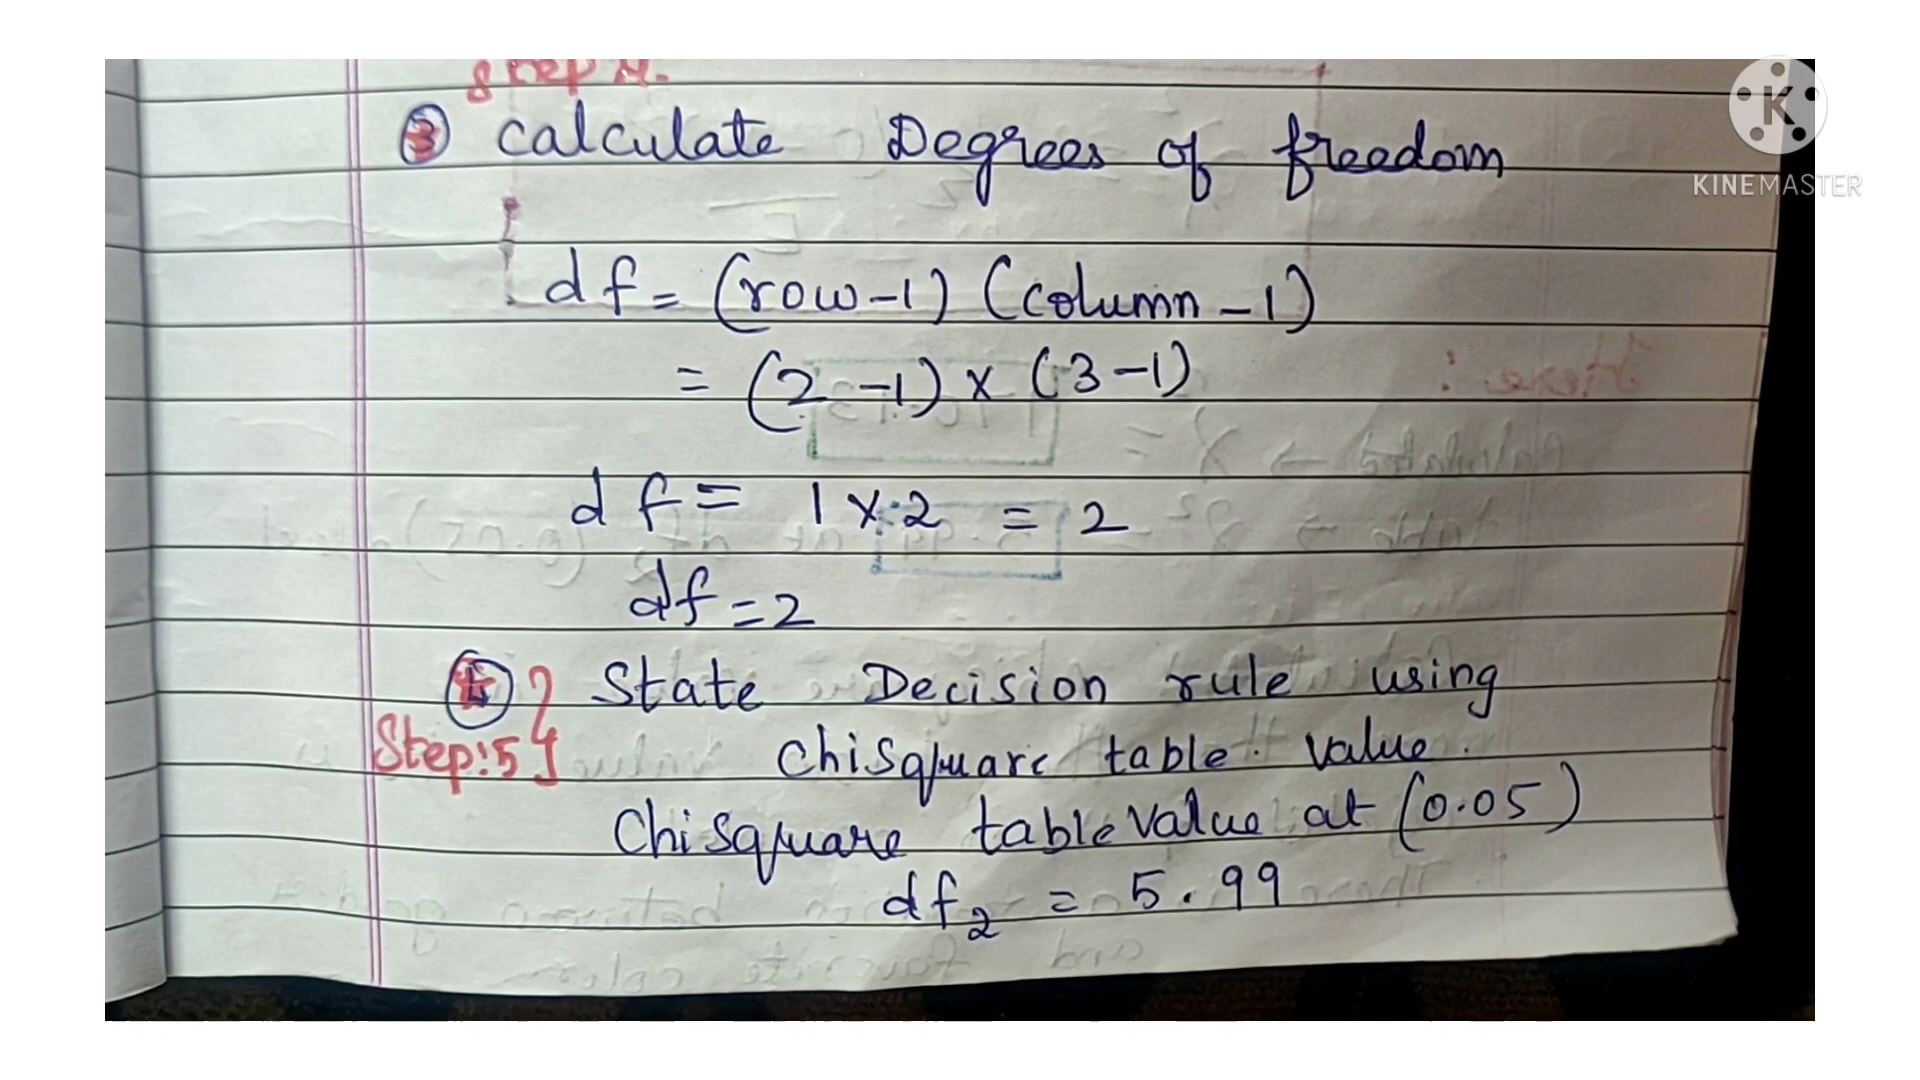 Step 4.
③ Calculate Degrees of freedom
df = (row-1) (column-1)
= (2-1) x (3-1)
df = 1 x 2 = 2
df = 2
State Decision rule using
Step:5
chisquare table. value.
Chisquare table value at (0.05)
df2 = 5.99
KINEMASTER